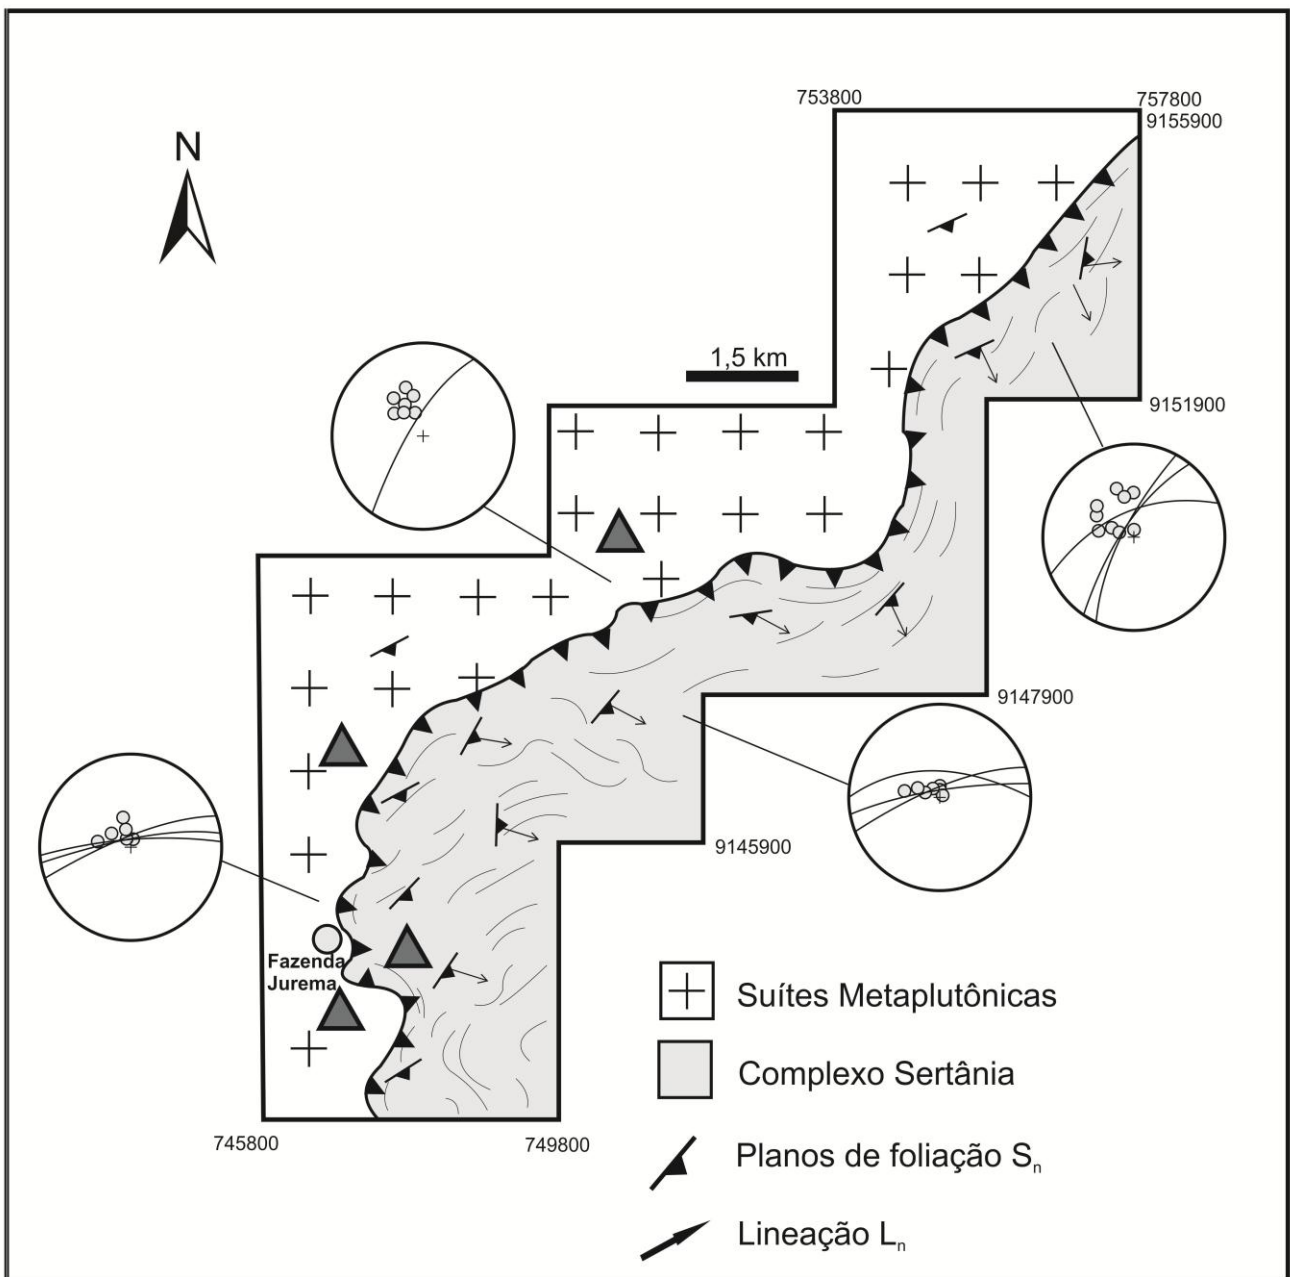 753800
757800
9155900
N
1,5 km
9151900
9147900
9145900
Fazenda
Jurema
Suítes Metaplutônicas
Complexo Sertânia
745800
749800
Planos de foliação Sn
Lineação Ln